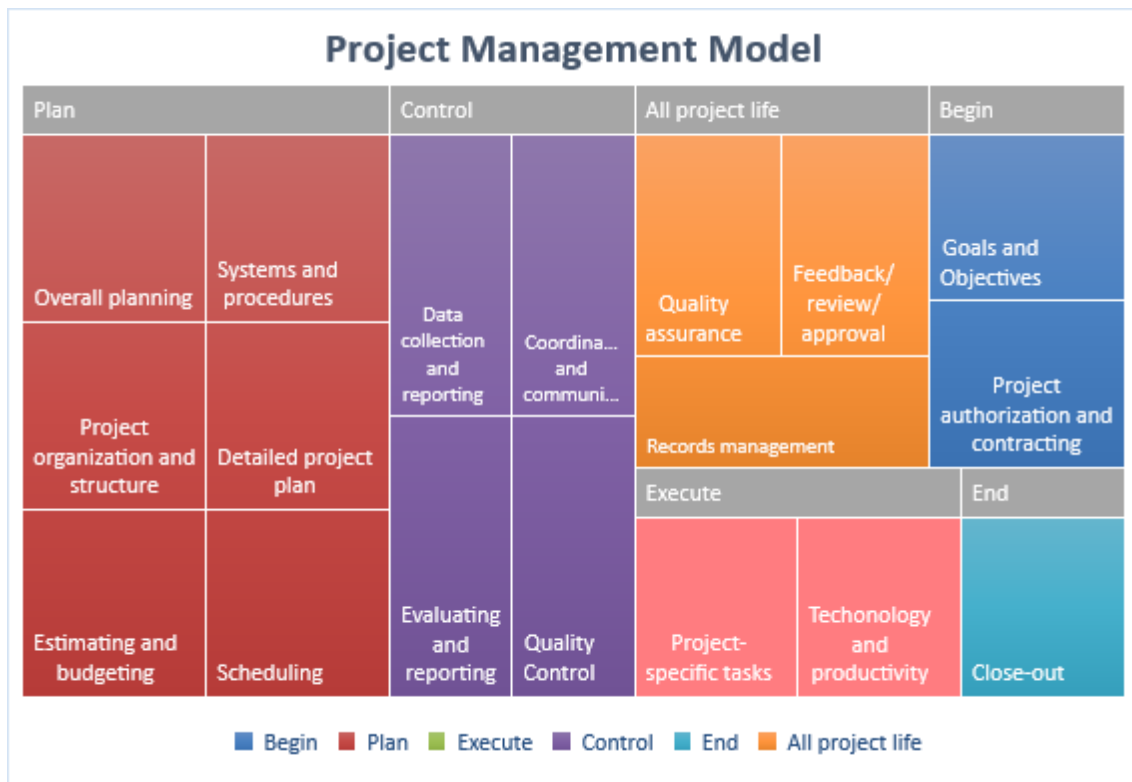 Project Management Model
Plan
Control
All project life
Begin
Overall planning
Systems and
procedures
Project
organization and
structure
Detailed project
plan
Estimating and
budgeting
Scheduling
Data
collection
and
reporting
Coordina...
and
communi...
Evaluating
and
reporting
Quality
Control
Quality
assurance
Feedback/
review/
approval
Records management
Goals and
Objectives
Project
authorization and
contracting
Execute
End
Project-
specific tasks
Techonology
and
productivity
Close-out
Begin Plan Execute Control End All project life